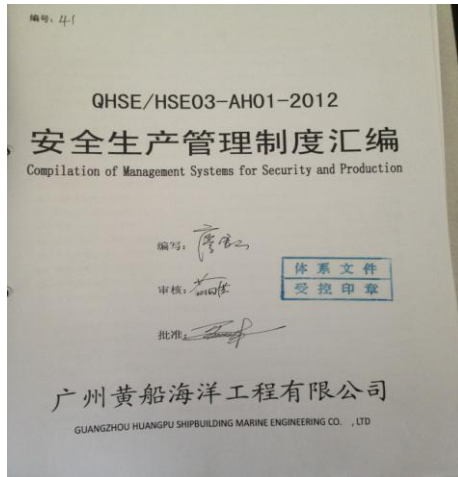 编号：41
QHSE/HSE03-AH01-2012
安全生产管理制度汇编
Compilation of Management Systems for Security and Production
编写：
体系文件
受控印章
审核：
批准：
广州黄船海洋工程有限公司
GUANGZHOU HUANGPU SHIPBUILDING MARINE ENGINEERING CO. , LTD